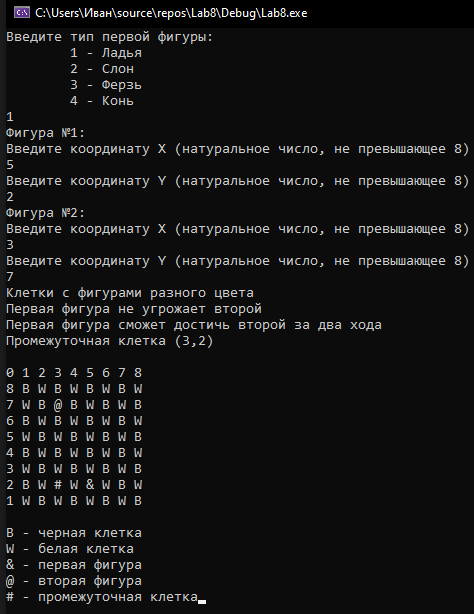 C:\Users\Иван\source\repos\Lab8\Debug\Lab8.exe
Введите тип первой фигуры:
1 - Ладья
2 - Слон
3 - Ферзь
4 - Конь
1
Фигура №1:
Введите координату X (натуральное число, не превышающее 8)
5
Введите координату Y (натуральное число, не превышающее 8)
2
Фигура №2:
Введите координату X (натуральное число, не превышающее 8)
3
Введите координату Y (натуральное число, не превышающее 8)
7
Клетки с фигурами разного цвета
Первая фигура не угрожает второй
Первая фигура сможет достичь второй за два хода
Промежуточная клетка (3,2)
0 1 2 3 4 5 6 7 8
8 B W B W B W B W
7 W B @ B W B W B
6 B W B W B W B W
5 W B W B W B W B
4 B W B W B W B W
3 W B W B W B W B
2 B W # W & W B W
1 W B W B W B W B
B - черная клетка
W - белая клетка
& - первая фигура
@ - вторая фигура
# - промежуточная клетка